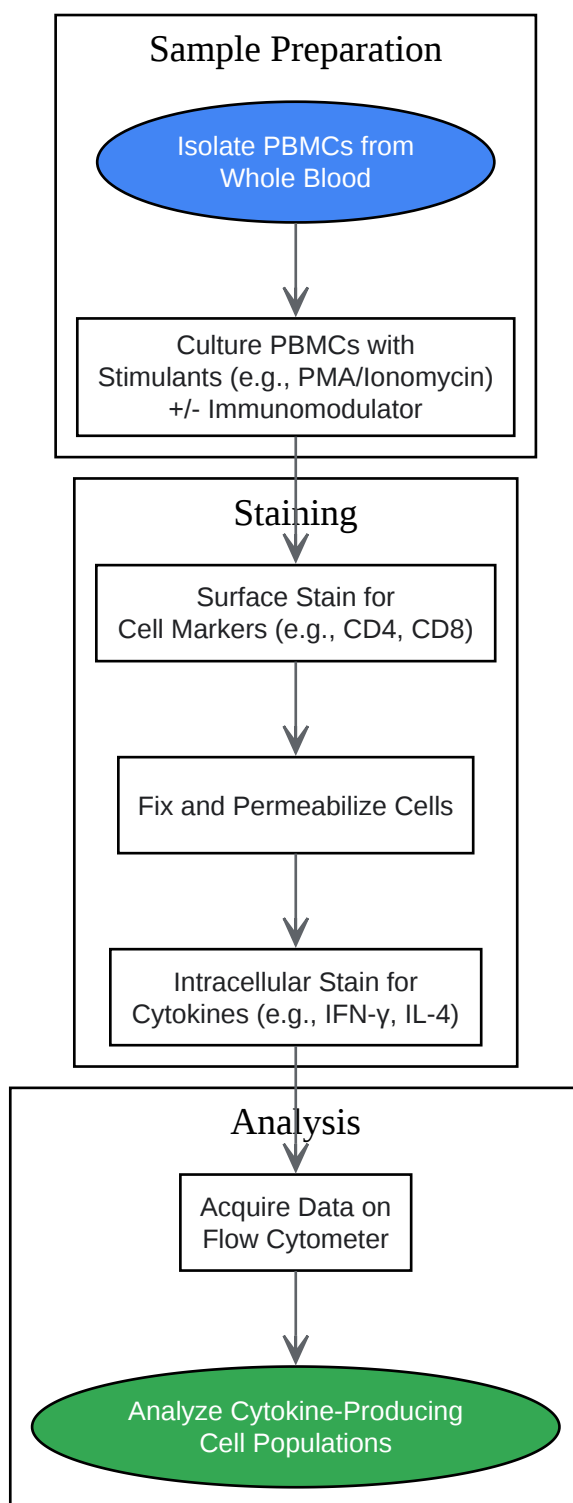 Sample Preparation
Isolate PBMCs from
Whole Blood
Culture PBMCs with
Stimulants (e.g., PMA/Ionomycin)
+/- Immunomodulator
Staining
Surface Stain for
Cell Markers (e.g., CD4, CD8)
Fix and Permeabilize Cells
Intracellular Stain for
Cytokines (e.g., IFN-γ, IL-4)
Analysis
Acquire Data on
Flow Cytometer
Analyze Cytokine-Producing
Cell Populations